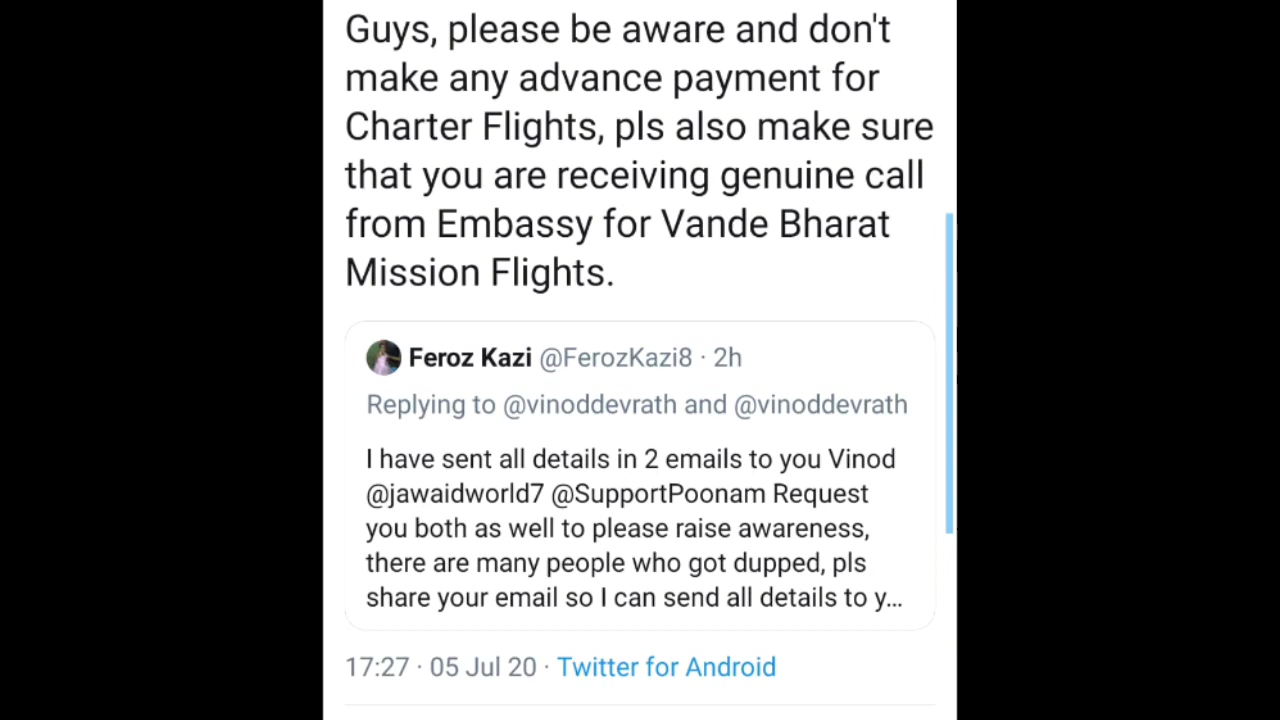 Guys, please be aware and don't
make any advance payment for
Charter Flights, pls also make sure
that you are receiving genuine call
from Embassy for Vande Bharat
Mission Flights.
Feroz Kazi @FerozKazi8 · 2h
Replying to @vinoddevrath and @vinoddevrath
I have sent all details in 2 emails to you Vinod
@jawaidworld7 @SupportPoonam Request
you both as well to please raise awareness,
there are many people who got dupped, pls
share your email so I can send all details to y...
17:27 · 05 Jul 20 · Twitter for Android